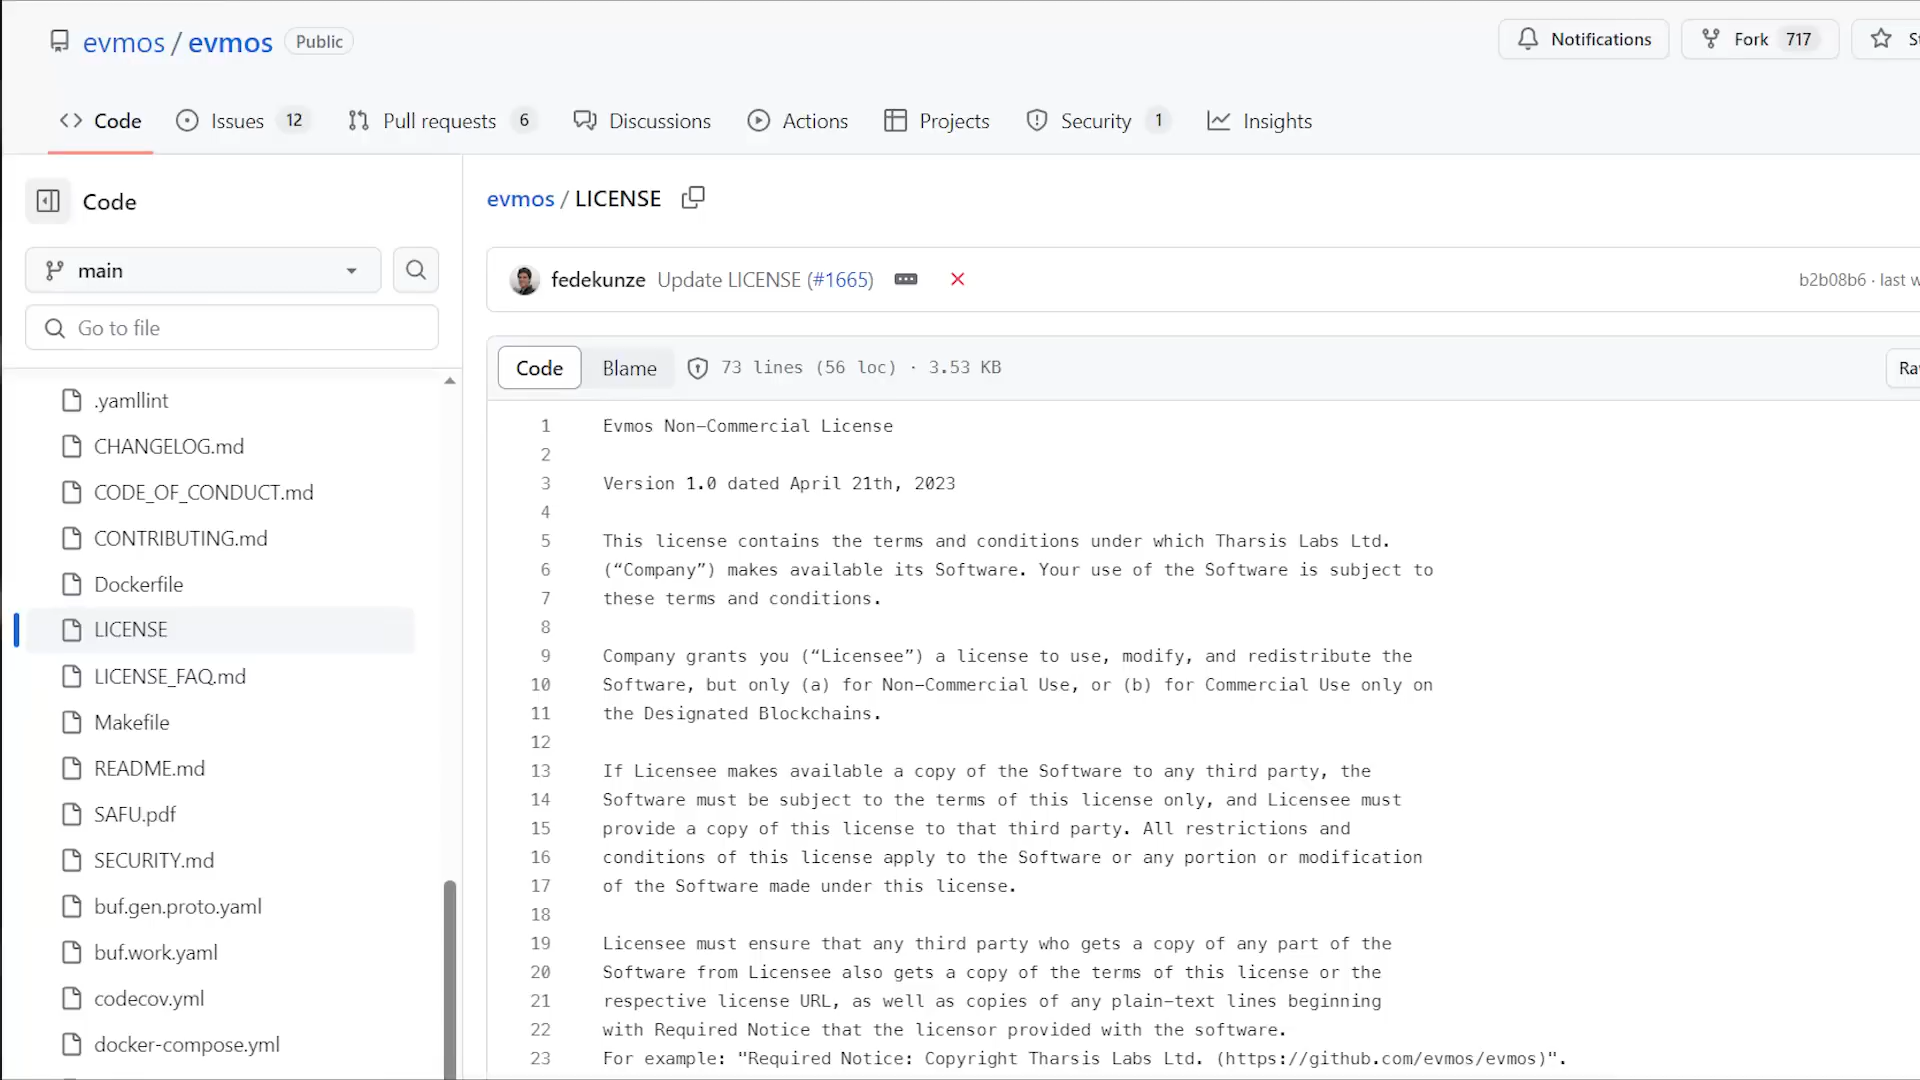 evmos / evmos Public
Notifications
Fork 717
Code
Issues 12
Pull requests 6
Discussions
Actions
Projects
Security 1
Insights
Code
main
Go to file
.yamllint
CHANGELOG.md
CODE_OF_CONDUCT.md
CONTRIBUTING.md
Dockerfile
LICENSE
LICENSE_FAQ.md
Makefile
README.md
SAFU.pdf
SECURITY.md
buf.gen.proto.yaml
buf.work.yaml
codecov.yml
docker-compose.yml
evmos / LICENSE
fedekunze Update LICENSE (#1665)
b2b08b6 · last
Code Blame 73 lines (56 loc) · 3.53 KB
1 Evmos Non-Commercial License
2
3 Version 1.0 dated April 21th, 2023
4
5 This license contains the terms and conditions under which Tharsis Labs Ltd.
6 (“Company”) makes available its Software. Your use of the Software is subject to
7 these terms and conditions.
8
9 Company grants you (“Licensee”) a license to use, modify, and redistribute the
10 Software, but only (a) for Non-Commercial Use, or (b) for Commercial Use only on
11 the Designated Blockchains.
12
13 If Licensee makes available a copy of the Software to any third party, the
14 Software must be subject to the terms of this license only, and Licensee must
15 provide a copy of this license to that third party. All restrictions and
16 conditions of this license apply to the Software or any portion or modification
17 of the Software made under this license.
18
19 Licensee must ensure that any third party who gets a copy of any part of the
20 Software from Licensee also gets a copy of the terms of this license or the
21 respective license URL, as well as copies of any plain-text lines beginning
22 with Required Notice that the licensor provided with the software.
23 For example: "Required Notice: Copyright Tharsis Labs Ltd. (https://github.com/evmos/evmos)".